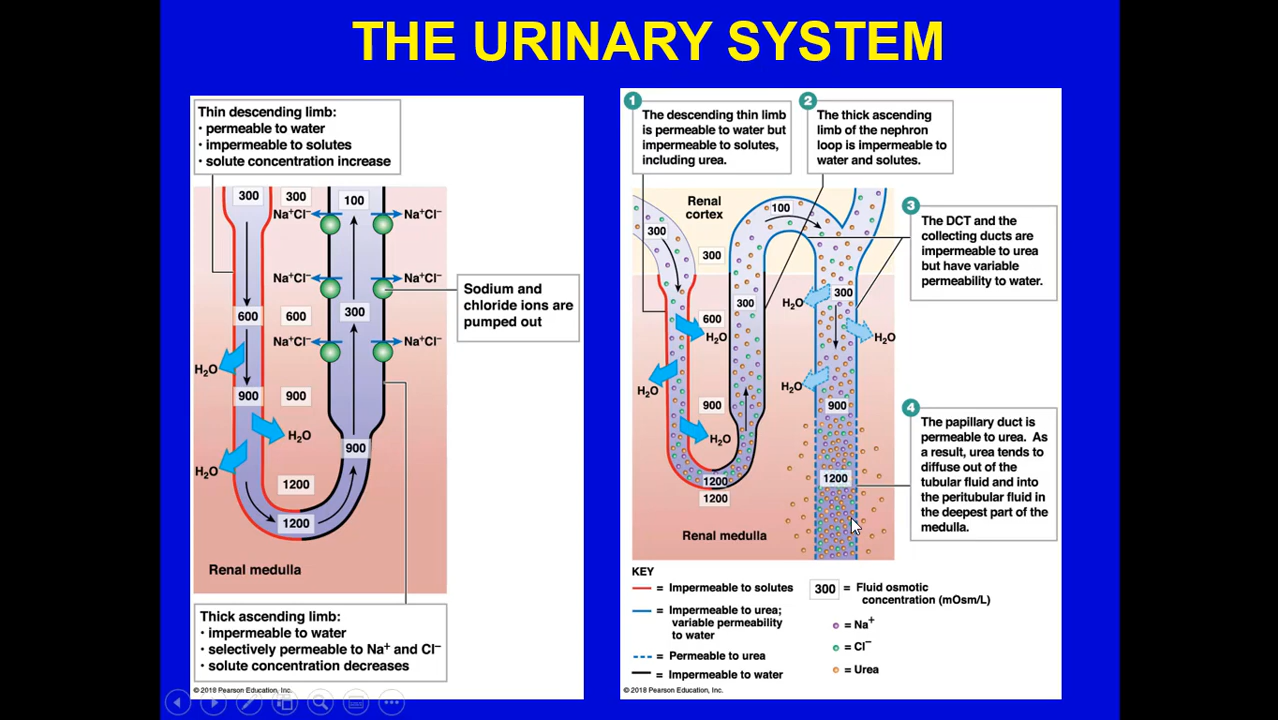 THE URINARY SYSTEM
Thin descending limb:
· permeable to water
· impermeable to solutes
· solute concentration increase
300
300
100
Na⁺Cl⁻
Na⁺Cl⁻
Na⁺Cl⁻
Na⁺Cl⁻
Sodium and
chloride ions are
pumped out
600
600
300
Na⁺Cl⁻
Na⁺Cl⁻
H₂O
900
900
H₂O
900
H₂O
1200
1200
Renal medulla
Thick ascending limb:
· impermeable to water
· selectively permeable to Na⁺ and Cl⁻
· solute concentration decreases
© 2018 Pearson Education, Inc.
1
The descending thin limb
is permeable to water but
impermeable to solutes,
including urea.
2
The thick ascending
limb of the nephron
loop is impermeable to
water and solutes.
3
The DCT and the
collecting ducts are
impermeable to urea
but have variable
permeability to water.
4
The papillary duct is
permeable to urea. As
a result, urea tends to
diffuse out of the
tubular fluid and into
the peritubular fluid in
the deepest part of the
medulla.
Renal
cortex
100
300
300
300
H₂O
300
600
H₂O
H₂O
H₂O
H₂O
900
900
H₂O
1200
1200
1200
Renal medulla
KEY
= Impermeable to solutes
= Impermeable to urea;
variable permeability
to water
= Permeable to urea
= Impermeable to water
300 = Fluid osmotic
concentration (mOsm/L)
= Na⁺
= Cl⁻
= Urea
© 2018 Pearson Education, Inc.